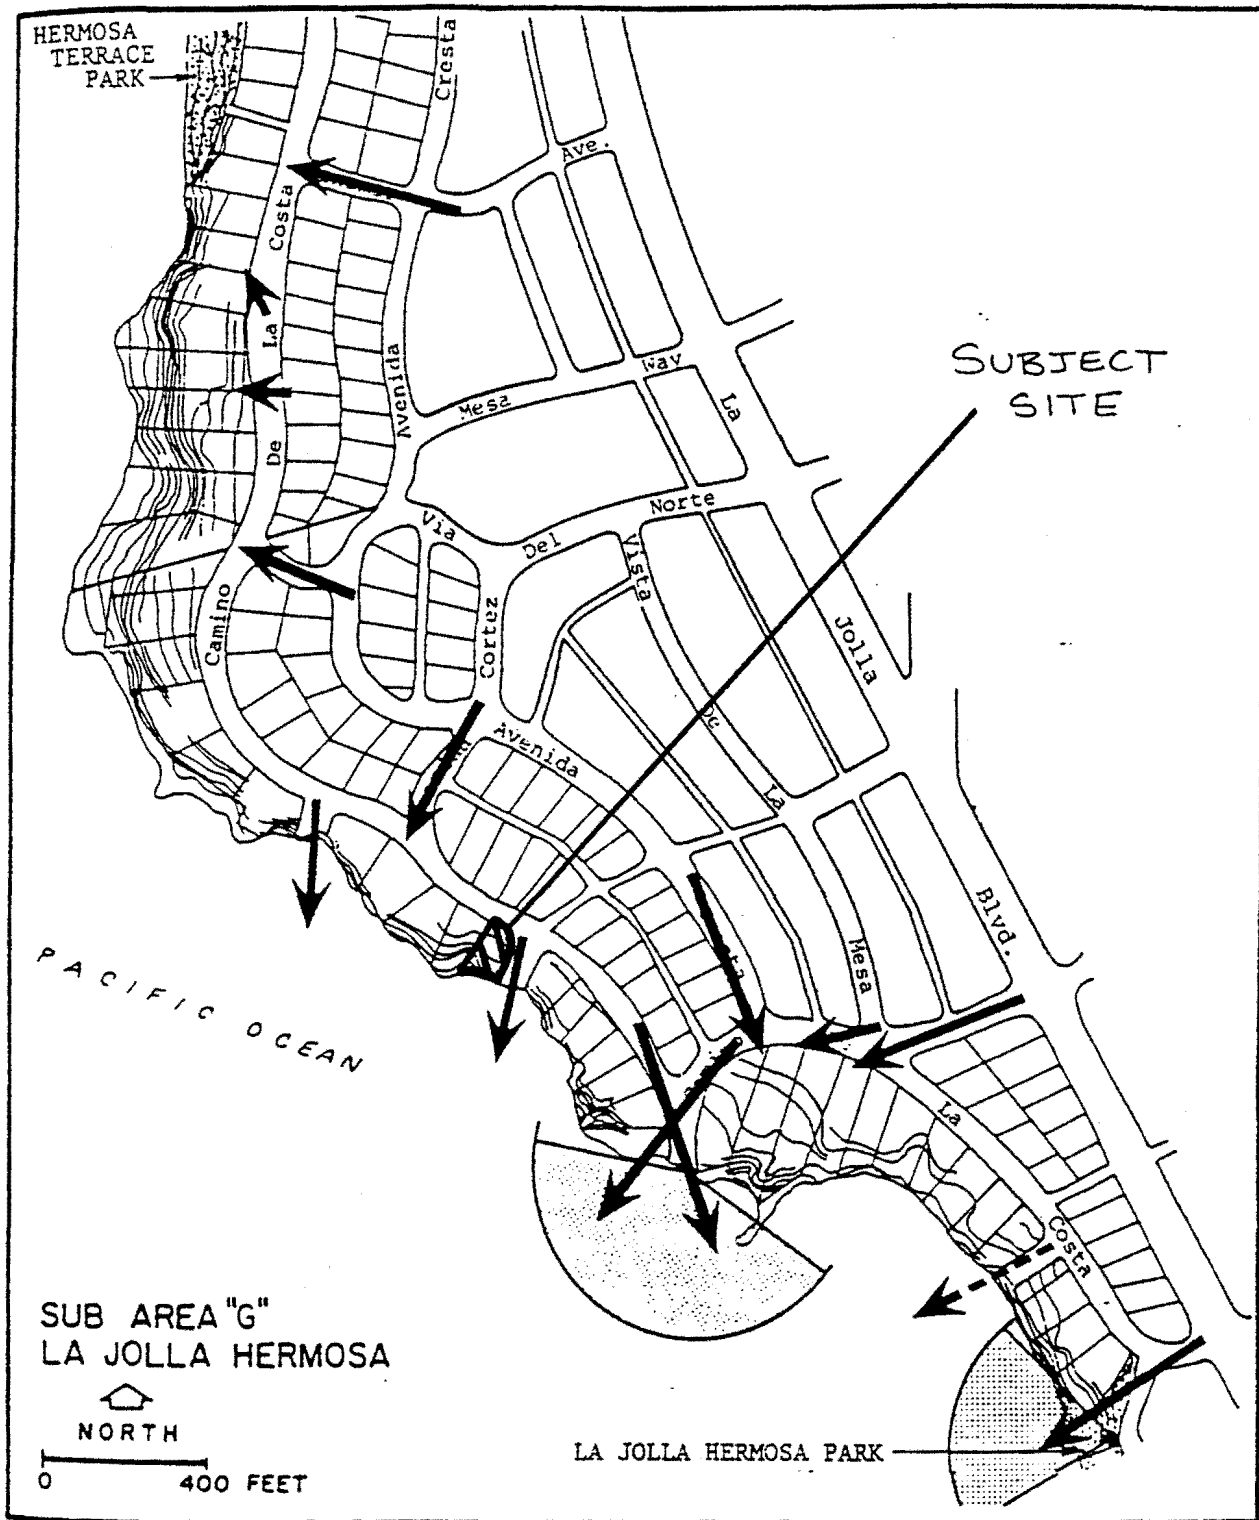 HERMOSA
TERRACE
PARK
Cresta
Ave.
Costa
La
Avenida
Mesa
Way
La
SUBJECT
SITE
De
Norte
Via
Del
Vista
Camino
Cortez
Jolla
De
Avenida
La
Blvd.
Mesa
PACIFIC OCEAN
La
Costa
SUB AREA "G"
LA JOLLA HERMOSA
NORTH
0 400 FEET
LA JOLLA HERMOSA PARK